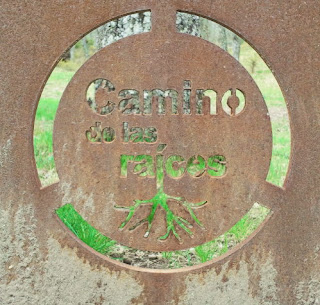 Camino
de las
raíces